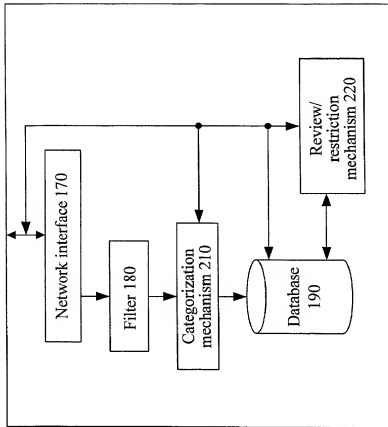 Network interface 170
Filter 180
Categorization
mechanism 210
Database
190
Review/
restriction
mechanism 220